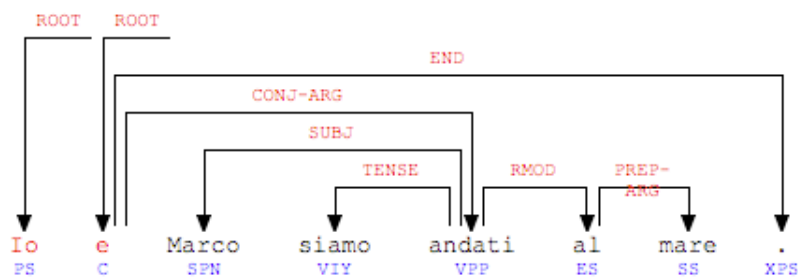 ROOT ROOT
END
CONJ-ARG
SUBJ
TENSE RMOD PREP-
ARG
Io e Marco siamo andati al mare .
PS C SPN VIY VPP ES SS XPS